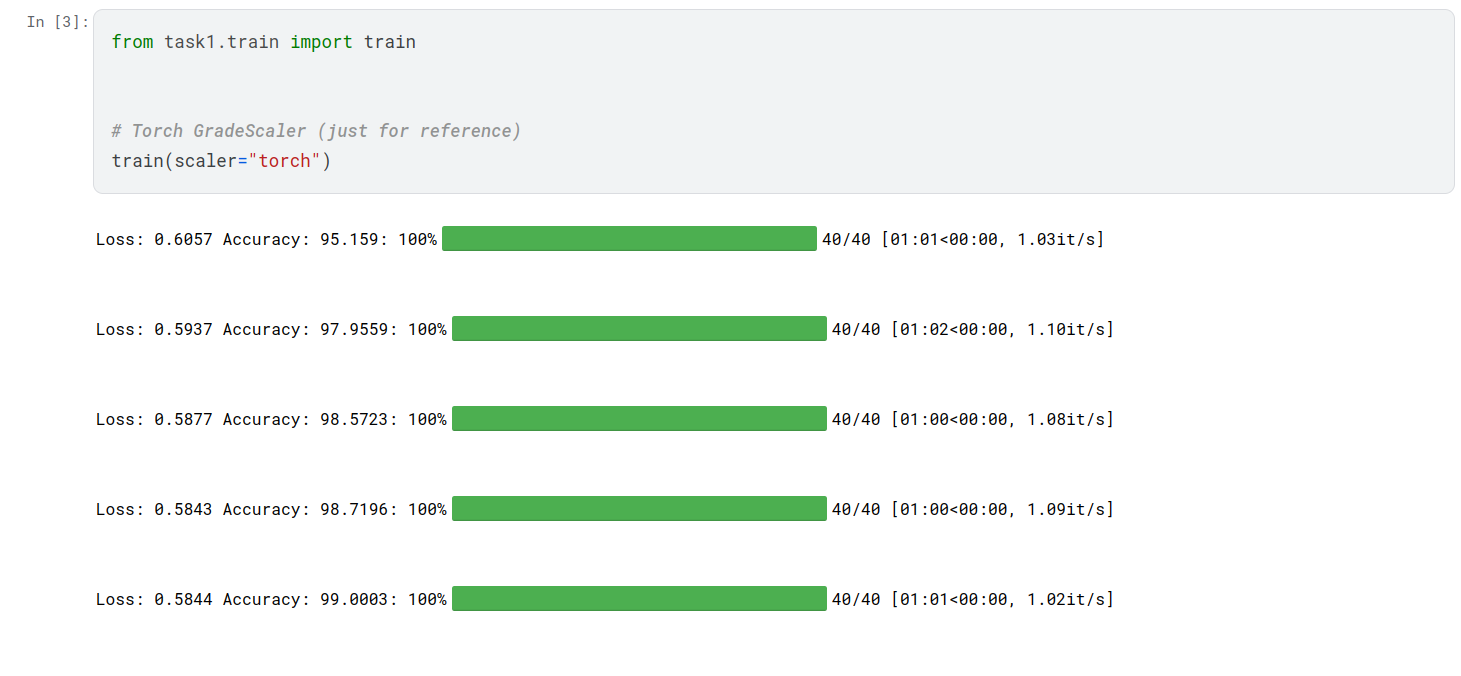 In [3]:
from task1.train import train
# Torch GradeScaler (just for reference)
train(scaler="torch")
Loss: 0.6057 Accuracy: 95.159: 100% 40/40 [01:01<00:00, 1.03it/s]
Loss: 0.5937 Accuracy: 97.9559: 100% 40/40 [01:02<00:00, 1.10it/s]
Loss: 0.5877 Accuracy: 98.5723: 100% 40/40 [01:00<00:00, 1.08it/s]
Loss: 0.5843 Accuracy: 98.7196: 100% 40/40 [01:00<00:00, 1.09it/s]
Loss: 0.5844 Accuracy: 99.0003: 100% 40/40 [01:01<00:00, 1.02it/s]